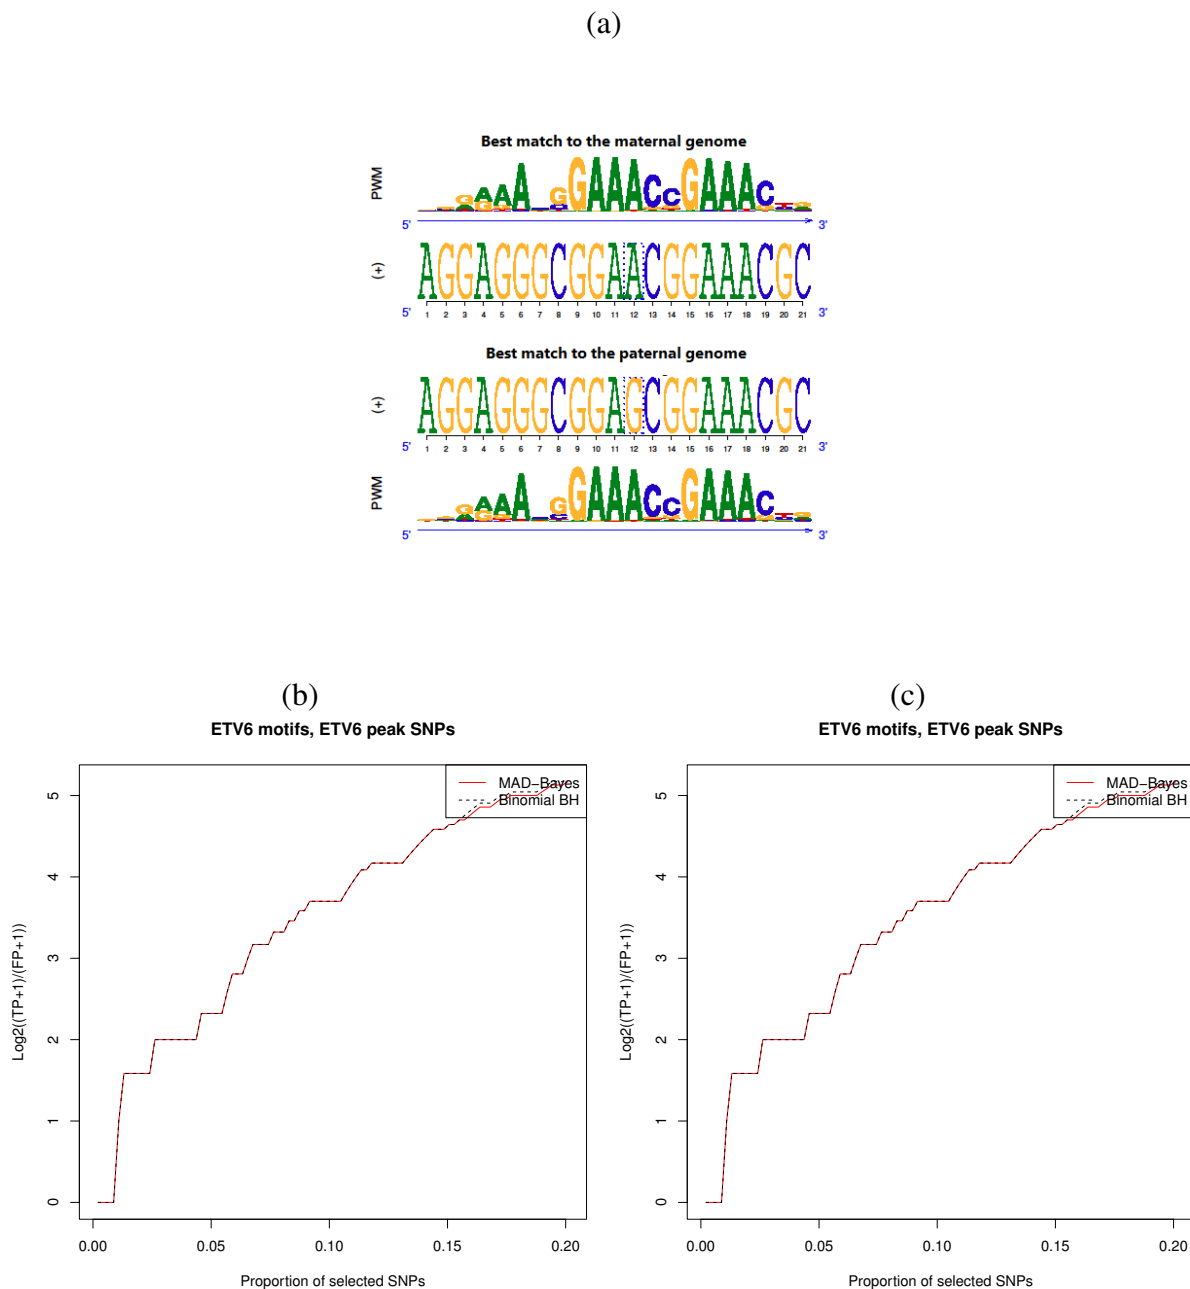 (a)
Best match to the maternal genome
PWM
GAAAGGAAACCGAAAC
5' 3'
(+)
AGGAGGGCGGAACGGAAACGC
5' 1 2 3 4 5 6 7 8 9 10 11 12 13 14 15 16 17 18 19 20 21 3'
Best match to the paternal genome
(+)
AGGAGGGCGGAGCGGAAACGC
5' 1 2 3 4 5 6 7 8 9 10 11 12 13 14 15 16 17 18 19 20 21 3'
PWM
GAAAGGAAACCGAAAC
5' 3'
(b)
ETV6 motifs, ETV6 peak SNPs
MAD−Bayes
Binomial BH
Log2((TP+1)/(FP+1))
0 1 2 3 4 5
0.00 0.05 0.10 0.15 0.20
Proportion of selected SNPs
(c)
ETV6 motifs, ETV6 peak SNPs
MAD−Bayes
Binomial BH
Log2((TP+1)/(FP+1))
0 1 2 3 4 5
0.00 0.05 0.10 0.15 0.20
Proportion of selected SNPs